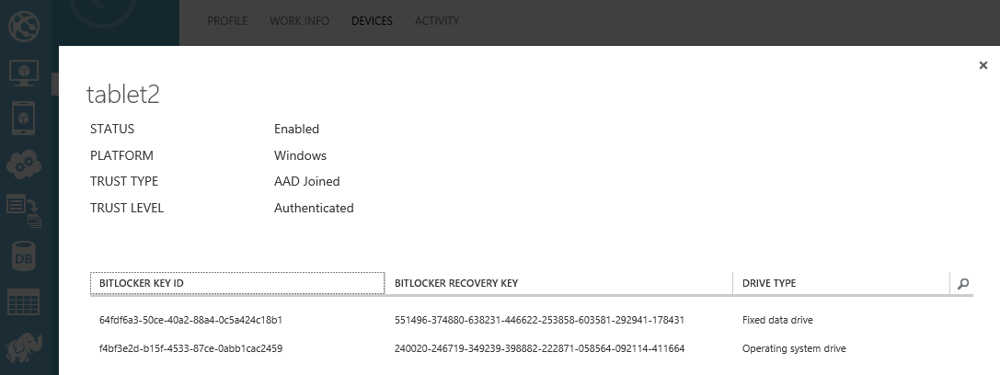 PROFILE WORK INFO DEVICES ACTIVITY
tablet2
STATUS Enabled
PLATFORM Windows
TRUST TYPE AAD Joined
TRUST LEVEL Authenticated
BITLOCKER KEY ID BITLOCKER RECOVERY KEY DRIVE TYPE
64fdf6a3-50ce-40a2-88a4-0c5a424c18b1 551496-374880-638231-446622-253858-603581-292941-178431 Fixed data drive
f4bf3e2d-b15f-4533-87ce-0abb1cac2459 240020-246719-349239-398882-222871-058564-092114-411664 Operating system drive
DB